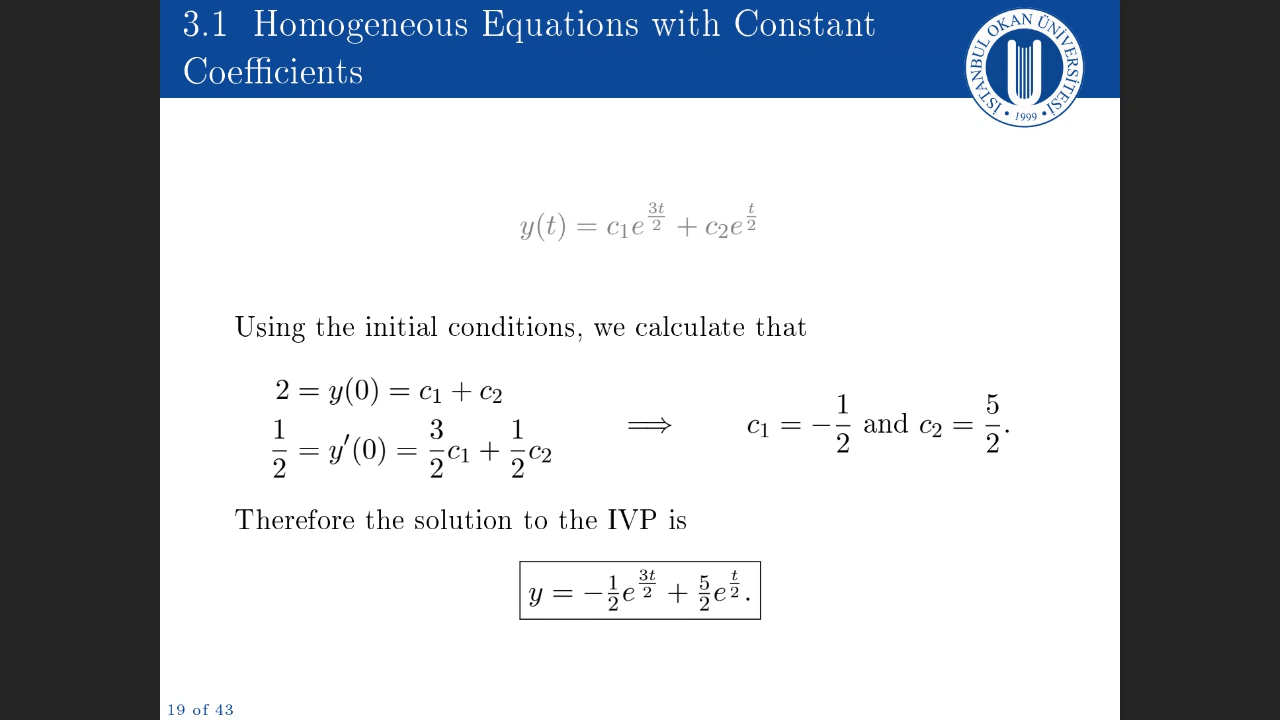 3.1 Homogeneous Equations with Constant
Coefficients
İSTANBUL OKAN ÜNİVERSİTESİ
• 1999 •
y(t) = c₁e^{3t/2} + c₂e^{t/2}
Using the initial conditions, we calculate that
2 = y(0) = c₁ + c₂
1/2 = y′(0) = 3/2 c₁ + 1/2 c₂ ⟹ c₁ = −1/2 and c₂ = 5/2.
Therefore the solution to the IVP is
y = −1/2 e^{3t/2} + 5/2 e^{t/2}.
19 of 43